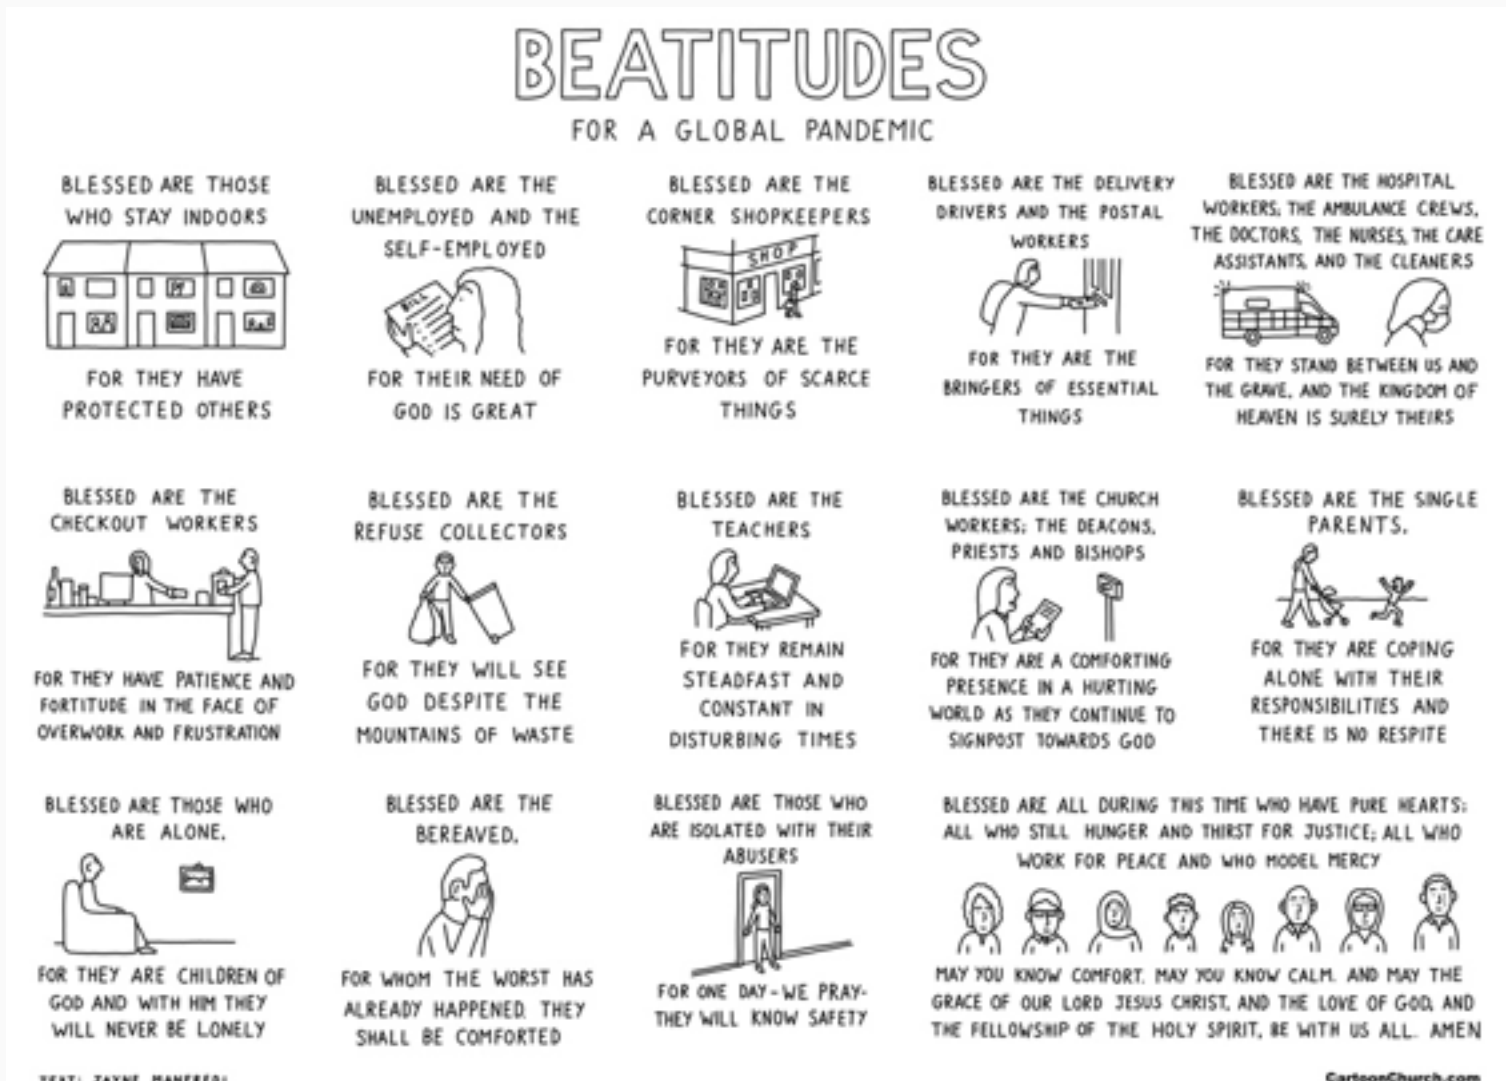 BEATITUDES
FOR A GLOBAL PANDEMIC
BLESSED ARE THOSE
WHO STAY INDOORS
FOR THEY HAVE
PROTECTED OTHERS
BLESSED ARE THE
UNEMPLOYED AND THE
SELF-EMPLOYED
BILL
FOR THEIR NEED OF
GOD IS GREAT
BLESSED ARE THE
CORNER SHOPKEEPERS
SHOP
FOR THEY ARE THE
PURVEYORS OF SCARCE
THINGS
BLESSED ARE THE DELIVERY
DRIVERS AND THE POSTAL
WORKERS
FOR THEY ARE THE
BRINGERS OF ESSENTIAL
THINGS
BLESSED ARE THE HOSPITAL
WORKERS; THE AMBULANCE CREWS,
THE DOCTORS, THE NURSES, THE CARE
ASSISTANTS, AND THE CLEANERS
FOR THEY STAND BETWEEN US AND
THE GRAVE, AND THE KINGDOM OF
HEAVEN IS SURELY THEIRS
BLESSED ARE THE
CHECKOUT WORKERS
FOR THEY HAVE PATIENCE AND
FORTITUDE IN THE FACE OF
OVERWORK AND FRUSTRATION
BLESSED ARE THE
REFUSE COLLECTORS
FOR THEY WILL SEE
GOD DESPITE THE
MOUNTAINS OF WASTE
BLESSED ARE THE
TEACHERS
FOR THEY REMAIN
STEADFAST AND
CONSTANT IN
DISTURBING TIMES
BLESSED ARE THE CHURCH
WORKERS; THE DEACONS,
PRIESTS AND BISHOPS
FOR THEY ARE A COMFORTING
PRESENCE IN A HURTING
WORLD AS THEY CONTINUE TO
SIGNPOST TOWARDS GOD
BLESSED ARE THE SINGLE
PARENTS,
FOR THEY ARE COPING
ALONE WITH THEIR
RESPONSIBILITIES AND
THERE IS NO RESPITE
BLESSED ARE THOSE WHO
ARE ALONE,
FOR THEY ARE CHILDREN OF
GOD AND WITH HIM THEY
WILL NEVER BE LONELY
BLESSED ARE THE
BEREAVED,
FOR WHOM THE WORST HAS
ALREADY HAPPENED. THEY
SHALL BE COMFORTED
BLESSED ARE THOSE WHO
ARE ISOLATED WITH THEIR
ABUSERS
FOR ONE DAY-WE PRAY-
THEY WILL KNOW SAFETY
BLESSED ARE ALL DURING THIS TIME WHO HAVE PURE HEARTS;
ALL WHO STILL HUNGER AND THIRST FOR JUSTICE; ALL WHO
WORK FOR PEACE AND WHO MODEL MERCY
MAY YOU KNOW COMFORT. MAY YOU KNOW CALM. AND MAY THE
GRACE OF OUR LORD JESUS CHRIST, AND THE LOVE OF GOD, AND
THE FELLOWSHIP OF THE HOLY SPIRIT, BE WITH US ALL. AMEN
TEXT: JAYNE MANFREDI
CartoonChurch.com